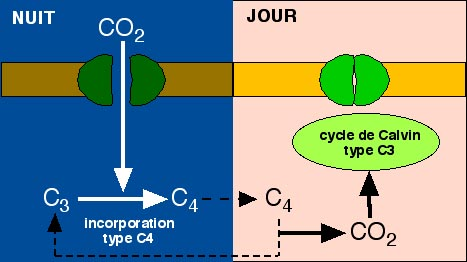 NUIT
JOUR
CO2
cycle de Calvin
type C3
C3
C4
C4
incorporation
type C4
CO2